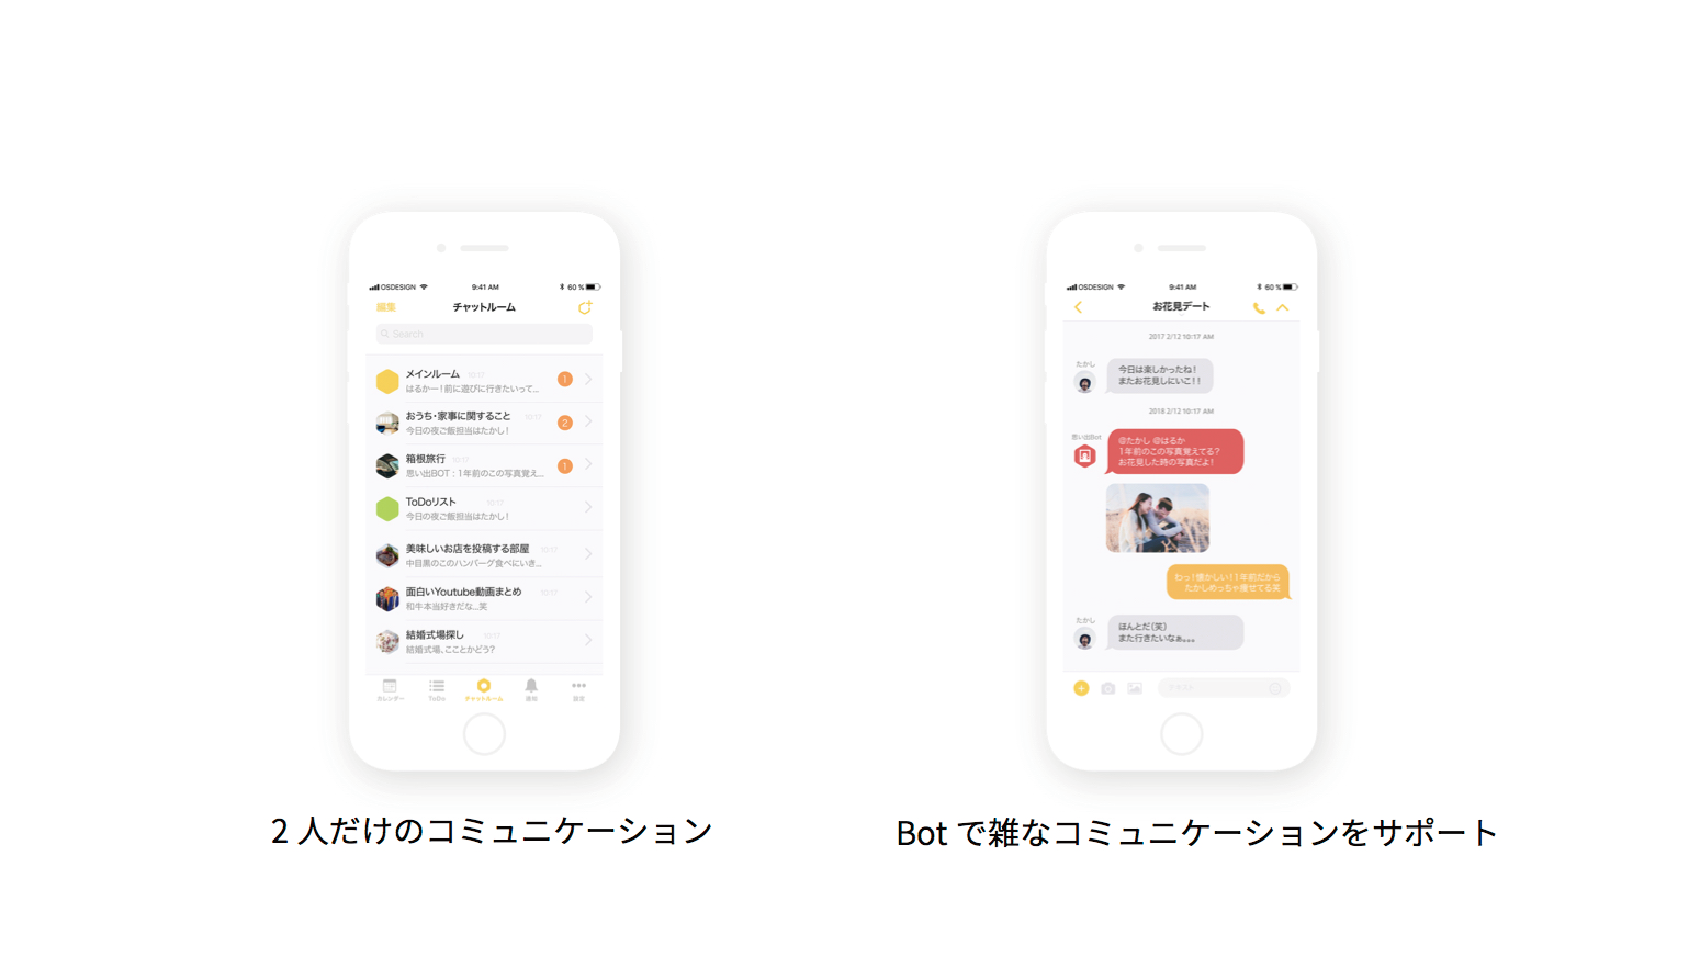 OSDESIGN 9:41 AM 60 %
編集 チャットルーム
Search
メインルーム 10:17
はるかー！前に遊びに行きたいって... 1
おうち・家事に関すること 10:17
今日の夜ご飯担当はたかし！ 2
箱根旅行 10:17
思い出BOT：1年前のこの写真覚え... 1
ToDoリスト 10:17
今日の夜ご飯担当はたかし！
美味しいお店を投稿する部屋 10:17
中目黒のこのハンバーグ食べにいき...
面白いYoutube動画まとめ 10:17
和牛本当好きだな...笑
結婚式場探し 10:17
結婚式場、こことかどう？
カレンダー ToDo チャットルーム 通知 設定
2 人だけのコミュニケーション
OSDESIGN 9:41 AM 60 %
お花見デート
2017 2/12 10:17 AM
たかし
今日は楽しかったね！
またお花見しにいこ！！
2018 2/12 10:17 AM
思い出Bot
@たかし @はるか
1年前のこの写真覚えてる？
お花見した時の写真だよ！
わっ！懐かしい！1年前だから
たかしめっちゃ痩せてる笑
たかし
ほんとだ（笑）
また行きたいなぁ。。。
テキスト
Bot で雑なコミュニケーションをサポート